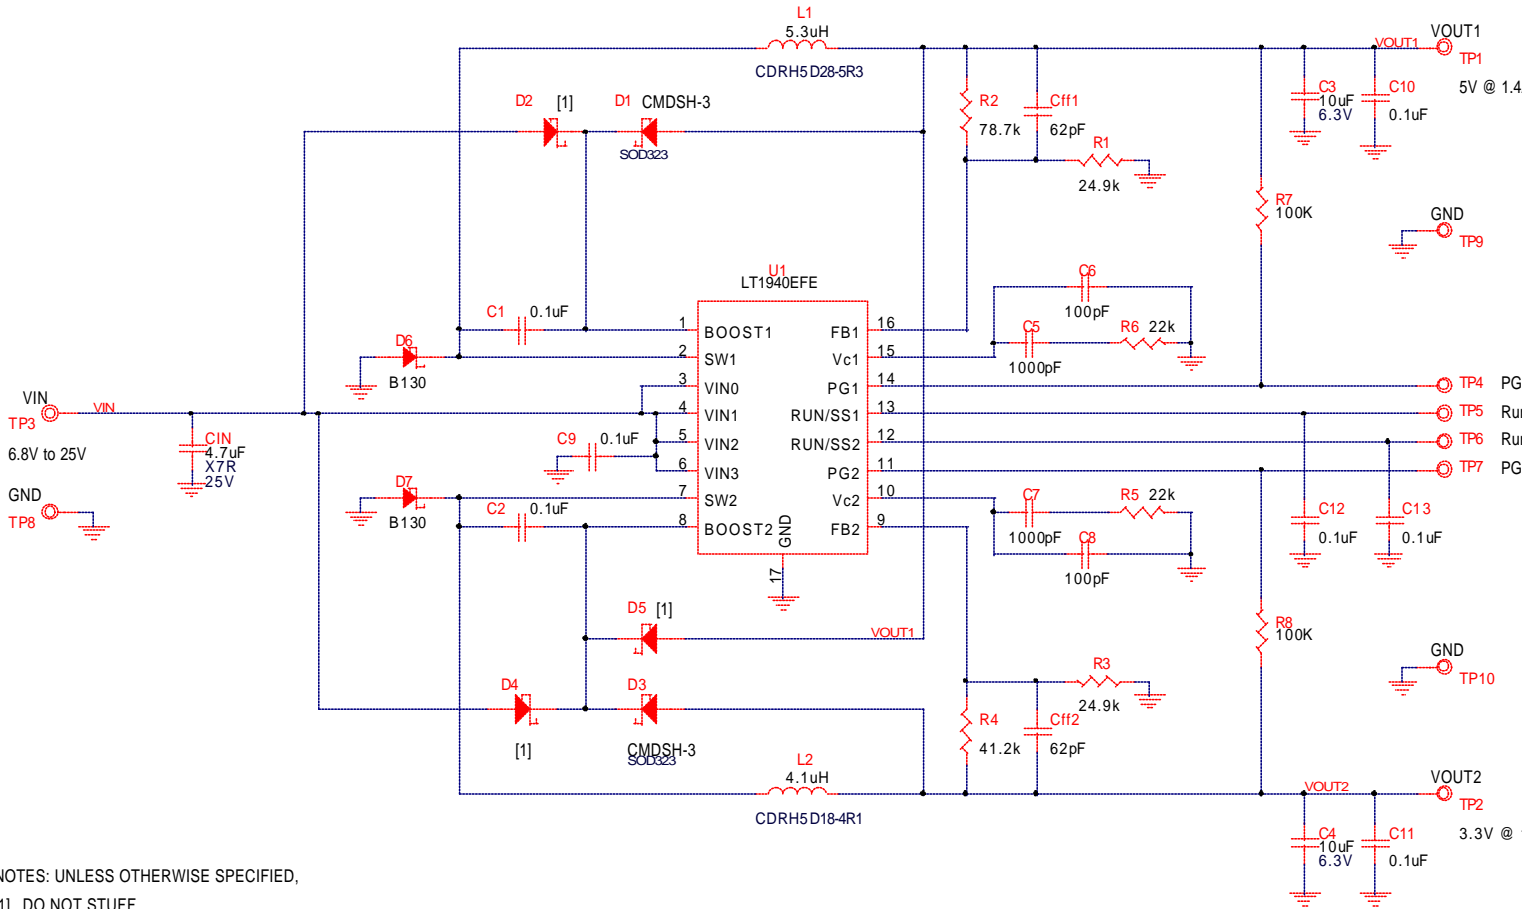 L1
5.3uH
CDRH5D28-5R3
VOUT1
VOUT1
TP1
5V @ 1.4
C3
10uF
6.3V
C10
0.1uF
D2
[1]
D1
CMDSH-3
SOD323
R2
78.7k
Cff1
62pF
R1
24.9k
R7
100K
GND
TP9
U1
LT1940EFE
C6
100pF
C5
1000pF
R6
22k
C1
0.1uF
D6
B130
1
BOOST1
2
SW1
3
VIN0
4
VIN1
5
VIN2
6
VIN3
7
SW2
8
BOOST2
GND
17
16
FB1
15
Vc1
14
PG1
13
RUN/SS1
12
RUN/SS2
11
PG2
10
Vc2
9
FB2
TP4
PG
TP5
Ru
TP6
Ru
TP7
PG
VIN
TP3
VIN
6.8V to 25V
CIN
4.7uF
X7R
25V
GND
TP8
C9
0.1uF
D7
B130
C2
0.1uF
C7
1000pF
R5
22k
C8
100pF
C12
0.1uF
C13
0.1uF
D5
[1]
VOUT1
R8
100K
GND
TP10
D4
[1]
D3
CMDSH-3
SOD323
R3
24.9k
R4
41.2k
Cff2
62pF
L2
4.1uH
CDRH5D18-4R1
VOUT2
VOUT2
TP2
3.3V @
C4
10uF
6.3V
C11
0.1uF
NOTES: UNLESS OTHERWISE SPECIFIED,
1] DO NOT STUFF